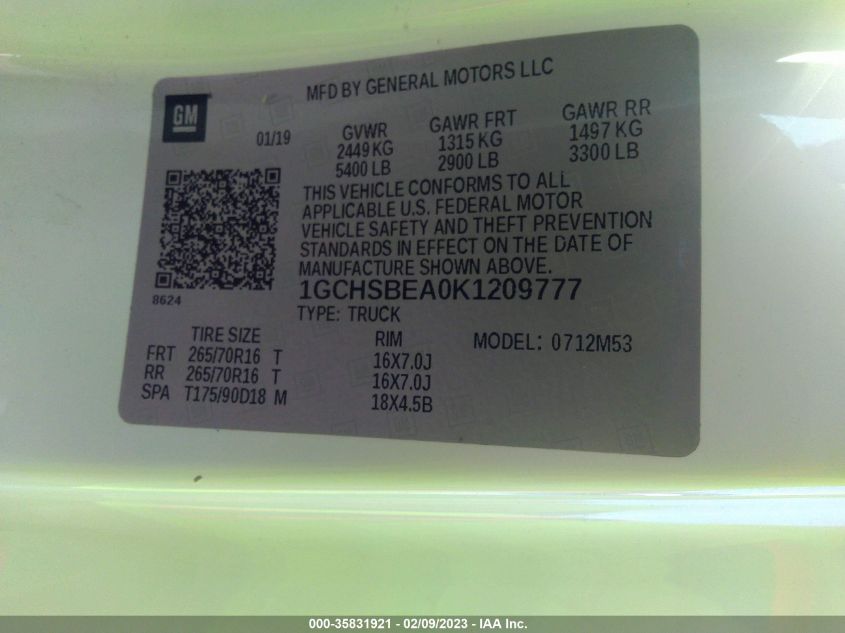 GM
MFD BY GENERAL MOTORS LLC
01/19
GVWR
2449 KG
5400 LB
GAWR FRT
1315 KG
2900 LB
GAWR RR
1497 KG
3300 LB
THIS VEHICLE CONFORMS TO ALL
APPLICABLE U.S. FEDERAL MOTOR
VEHICLE SAFETY AND THEFT PREVENTION
STANDARDS IN EFFECT ON THE DATE OF
MANUFACTURE SHOWN ABOVE.
8624
1GCHSBEA0K1209777
TYPE: TRUCK
TIRE SIZE RIM MODEL: 0712M53
FRT 265/70R16 T 16X7.0J
RR 265/70R16 T 16X7.0J
SPA T175/90D18 M 18X4.5B
000-35831921 - 02/09/2023 - IAA Inc.